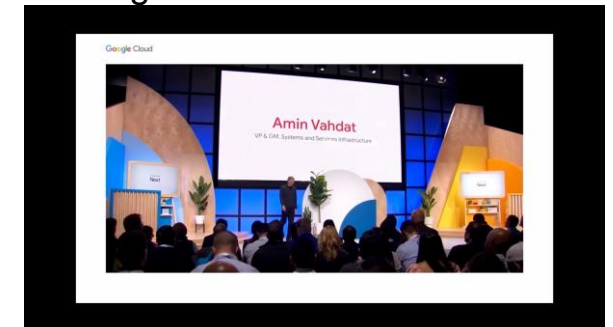 Google Cloud
Amin Vahdat
VP & GM, Systems and Services Infrastructure
Next
Next